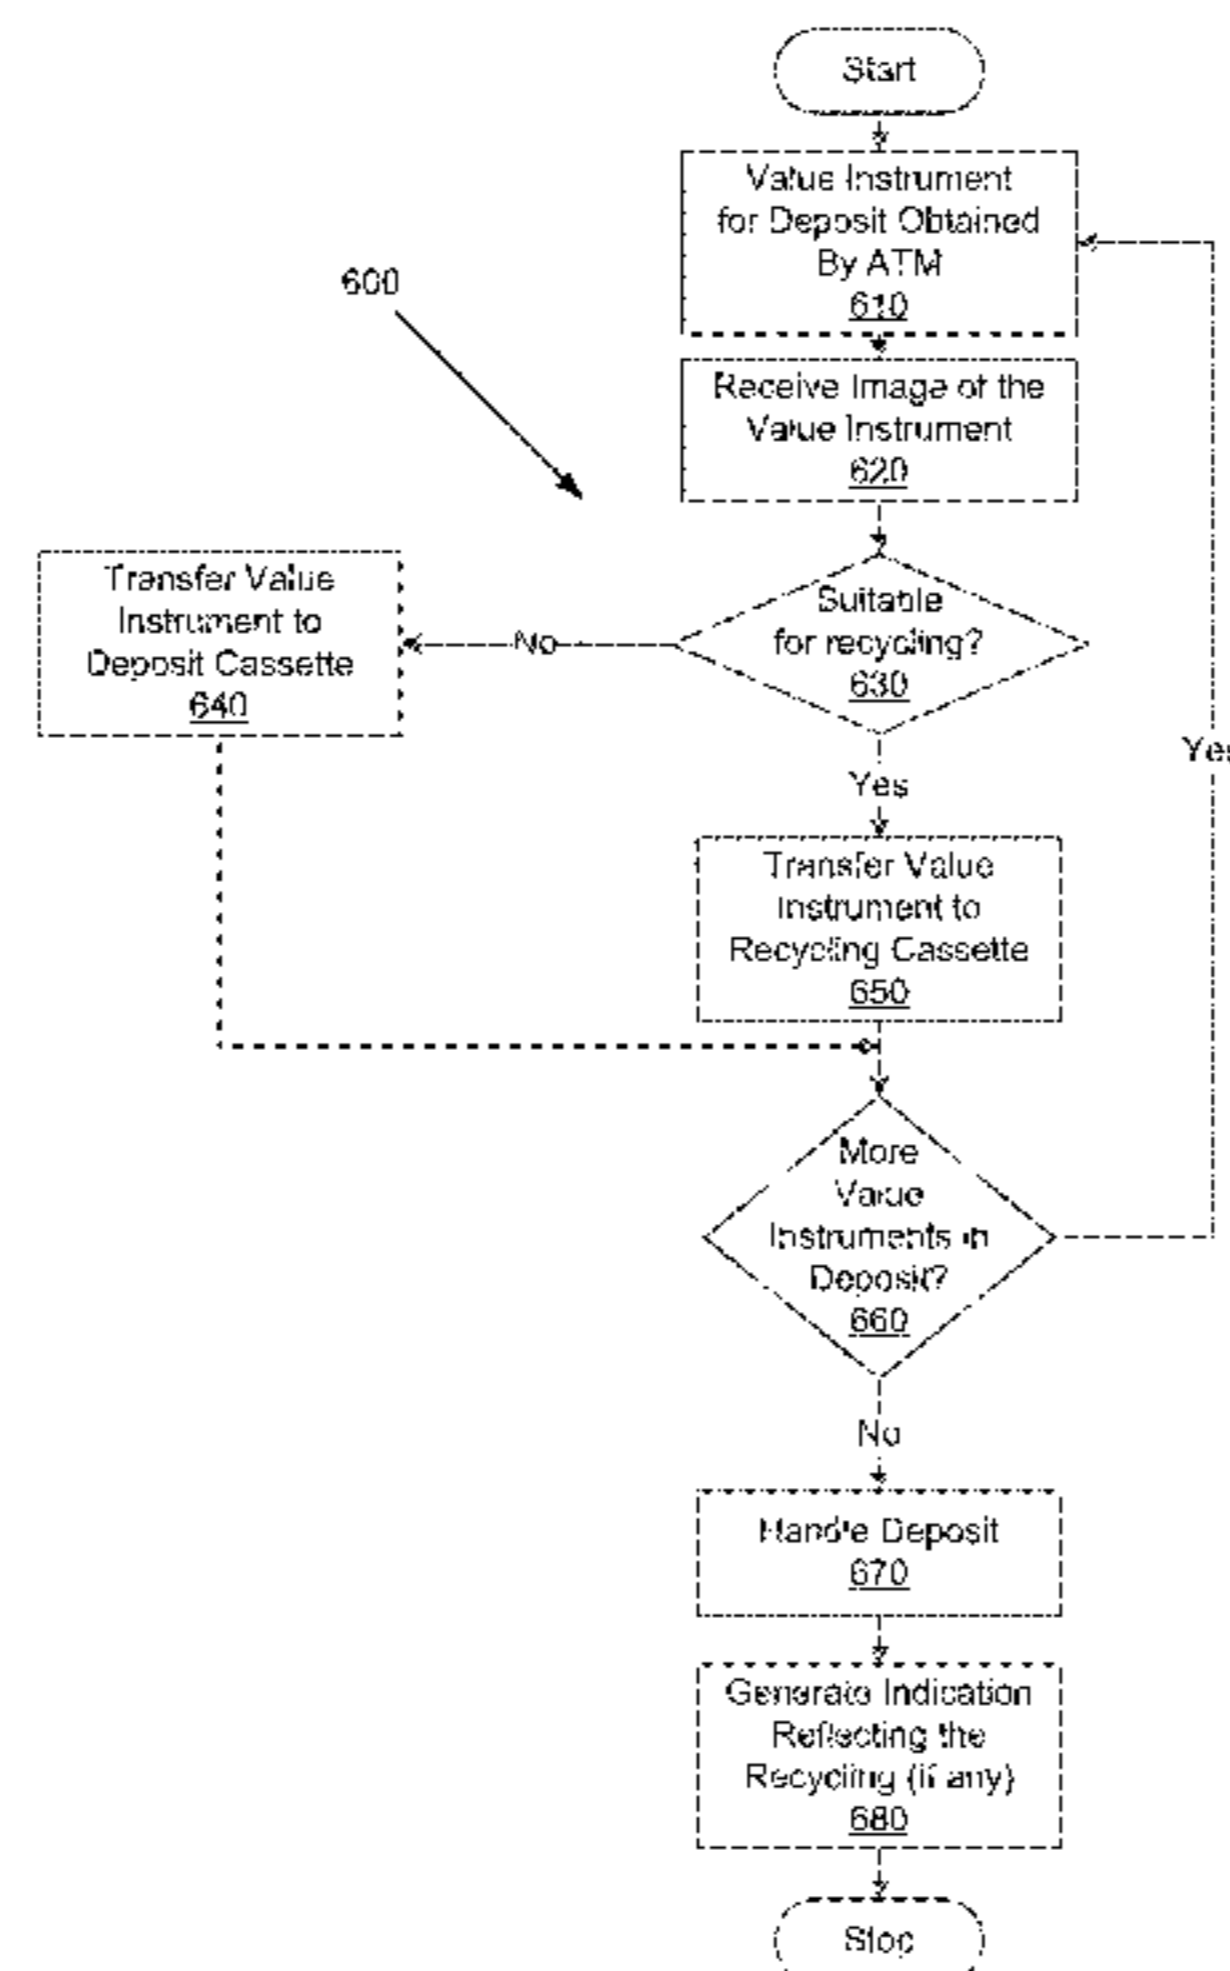 Start
Value Instrument
for Deposit Obtained
By ATM
610
600
Receive Image of the
Value Instrument
620
Transfer Value
Instrument to
Deposit Cassette
640
No
Suitable
for recycling?
630
Yes
Yes
Transfer Value
Instrument to
Recycling Cassette
650
More
Value
Instruments in
Deposit?
660
No
Handle Deposit
670
Generate Indication
Reflecting the
Recycling (if any)
680
Stop